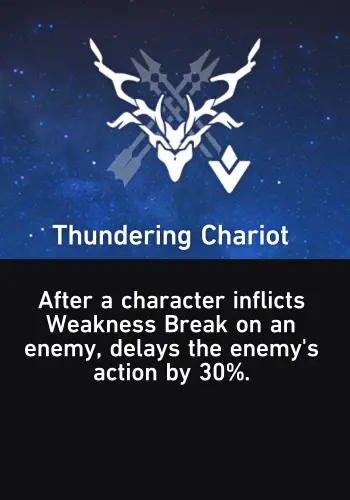 Thundering Chariot
After a character inflicts
Weakness Break on an
enemy, delays the enemy's
action by 30%.